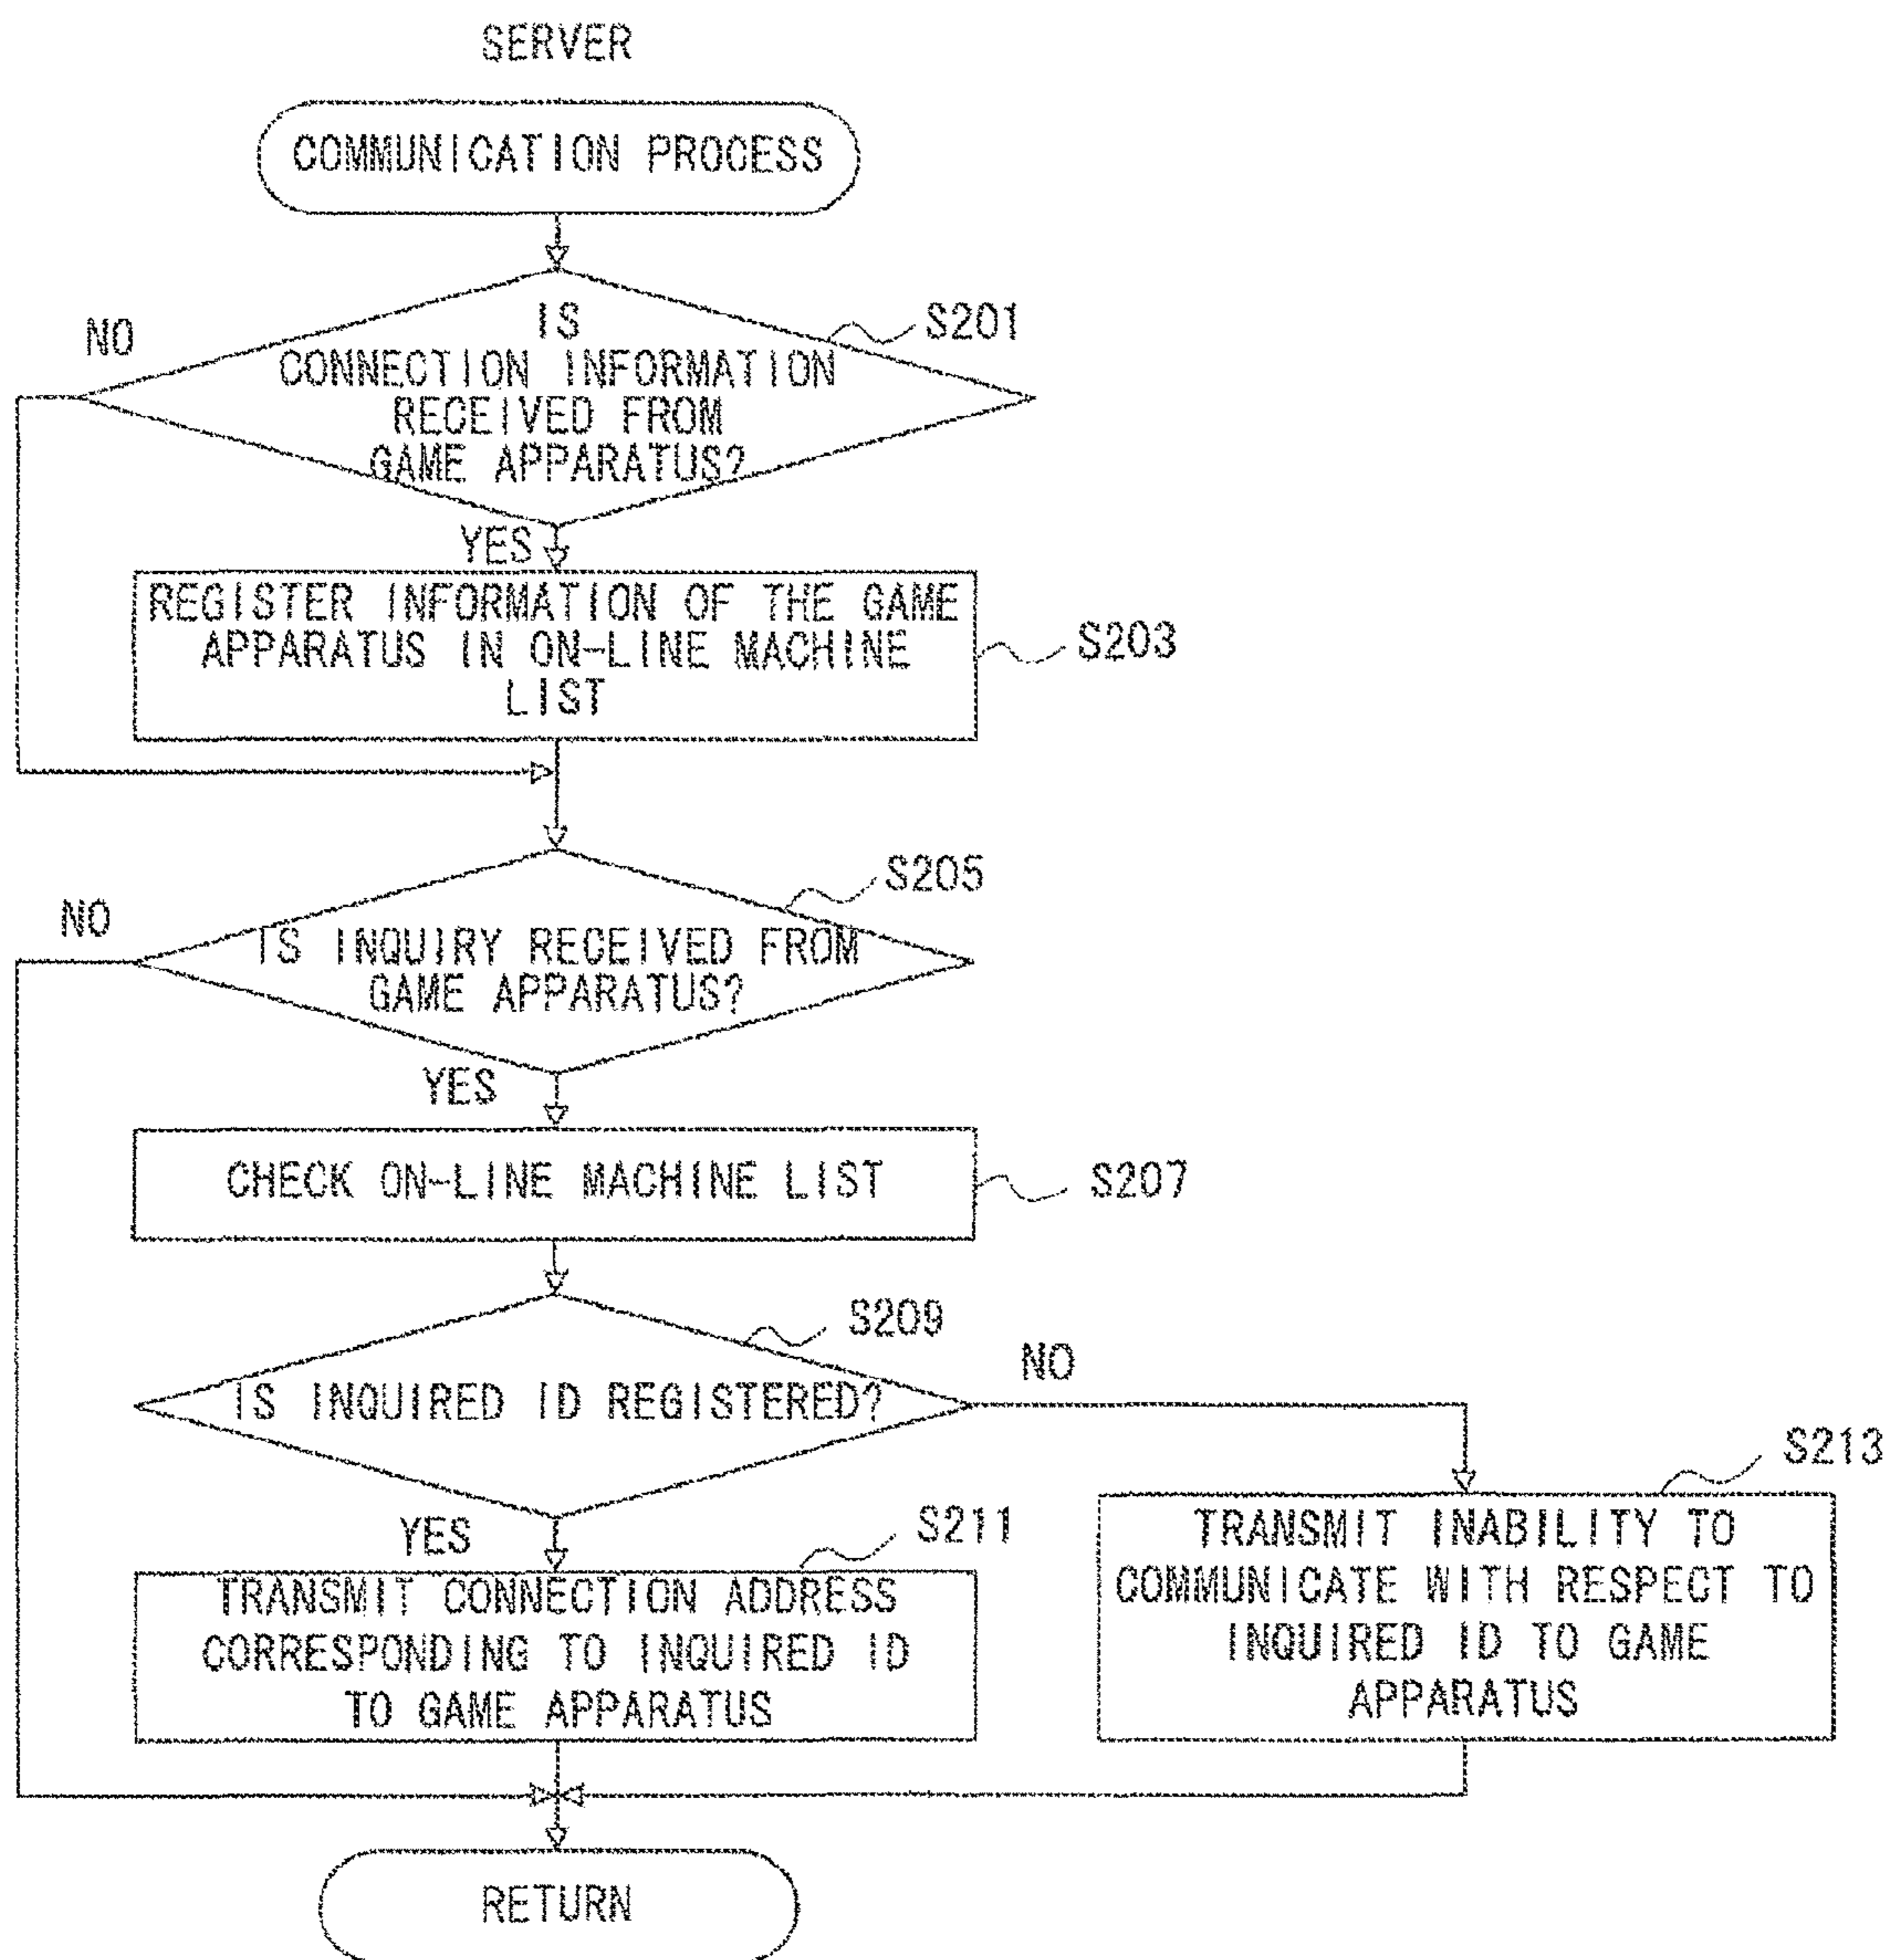 SERVER
COMMUNICATION PROCESS
IS
CONNECTION INFORMATION
RECEIVED FROM
GAME APPARATUS?
NO
S201
YES
REGISTER INFORMATION OF THE GAME
APPARATUS IN ON-LINE MACHINE
LIST
S203
S205
NO
IS INQUIRY RECEIVED FROM
GAME APPARATUS?
YES
CHECK ON-LINE MACHINE LIST
S207
S209
IS INQUIRED ID REGISTERED?
NO
YES
S211
TRANSMIT CONNECTION ADDRESS
CORRESPONDING TO INQUIRED ID
TO GAME APPARATUS
S213
TRANSMIT INABILITY TO
COMMUNICATE WITH RESPECT TO
INQUIRED ID TO GAME
APPARATUS
RETURN